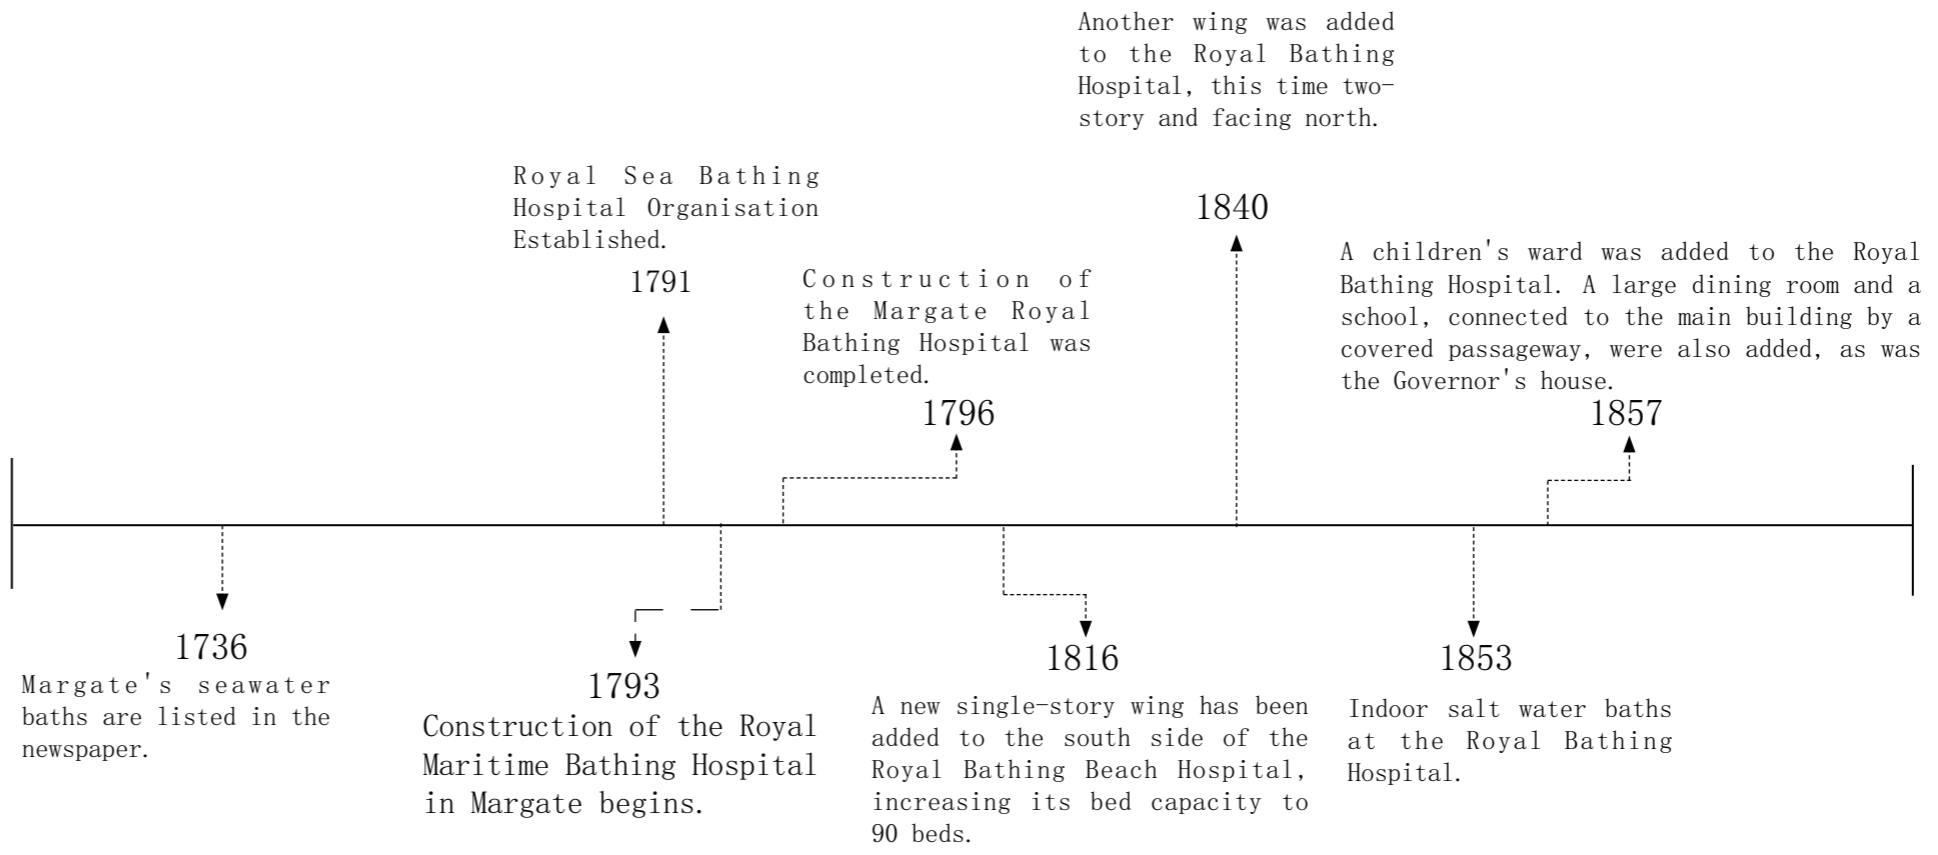 Another wing was added
to the Royal Bathing
Hospital, this time two-
story and facing north.
1840
Royal Sea Bathing
Hospital Organisation
Established.
1791
Construction of
the Margate Royal
Bathing Hospital was
completed.
1796
A children's ward was added to the Royal
Bathing Hospital. A large dining room and a
school, connected to the main building by a
covered passageway, were also added, as was
the Governor's house.
1857
1736
Margate's seawater
baths are listed in the
newspaper.
1793
Construction of the Royal
Maritime Bathing Hospital
in Margate begins.
1816
A new single-story wing has been
added to the south side of the
Royal Bathing Beach Hospital,
increasing its bed capacity to
90 beds.
1853
Indoor salt water baths
at the Royal Bathing
Hospital.